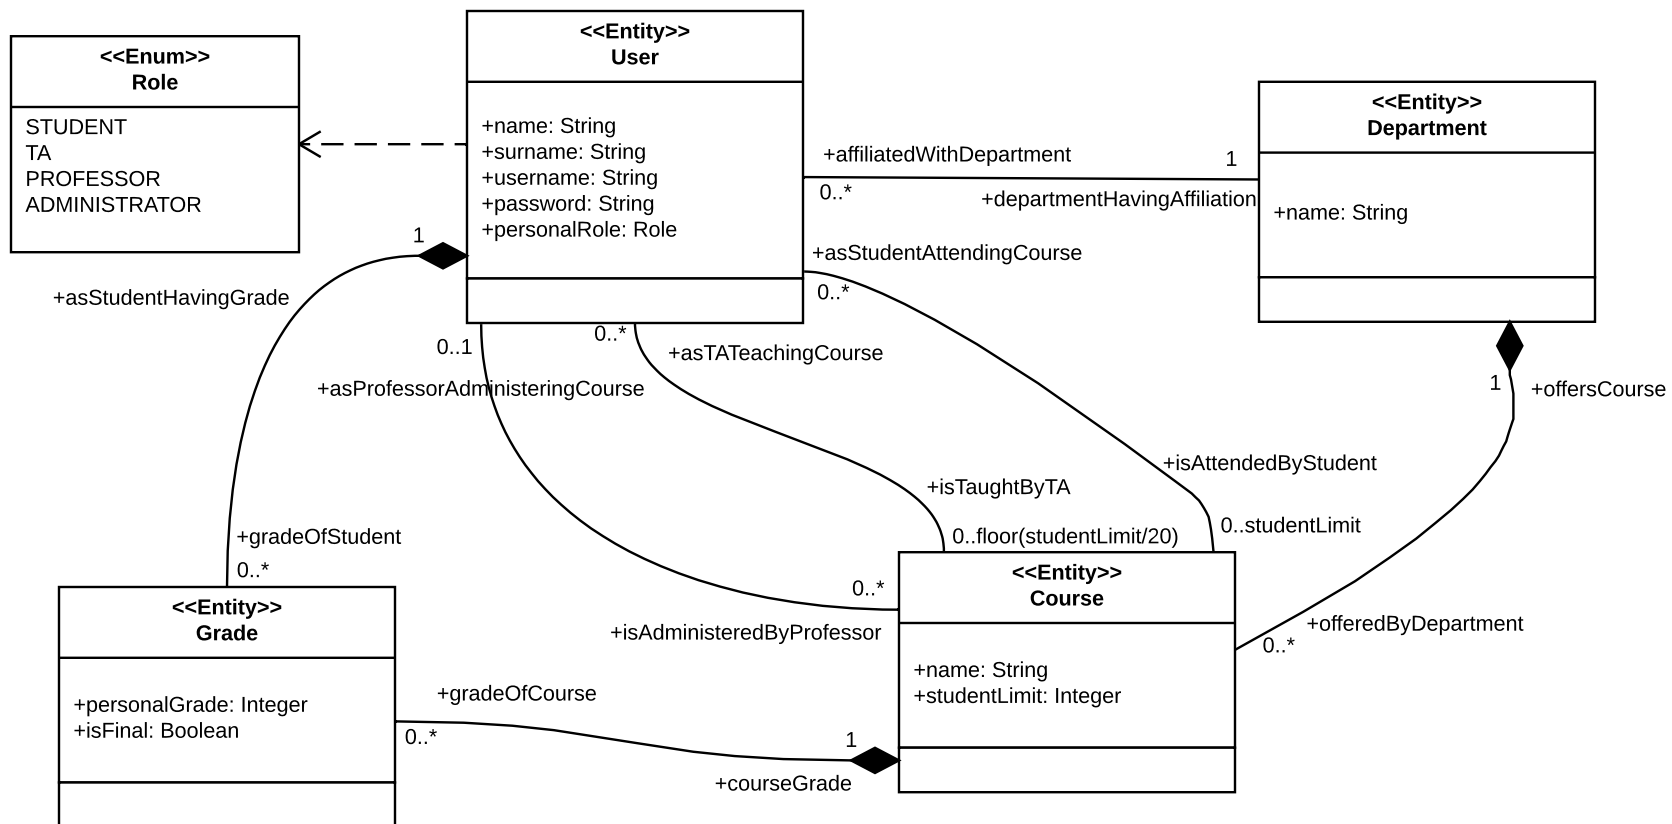 <<Enum>>
Role
STUDENT
TA
PROFESSOR
ADMINISTRATOR
<<Entity>>
User
+name: String
+surname: String
+username: String
+password: String
+personalRole: Role
<<Entity>>
Department
+name: String
+affiliatedWithDepartment
1
0..*
+departmentHavingAffiliation
1
+asStudentHavingGrade
+asStudentAttendingCourse
0..*
0..1
0..*
+asTATeachingCourse
+asProfessorAdministeringCourse
1
+offersCourse
+isAttendedByStudent
+isTaughtByTA
0..studentLimit
0..floor(studentLimit/20)
+gradeOfStudent
0..*
0..*
+isAdministeredByProfessor
+offeredByDepartment
0..*
<<Entity>>
Course
+name: String
+studentLimit: Integer
<<Entity>>
Grade
+personalGrade: Integer
+isFinal: Boolean
+gradeOfCourse
0..*
1
+courseGrade